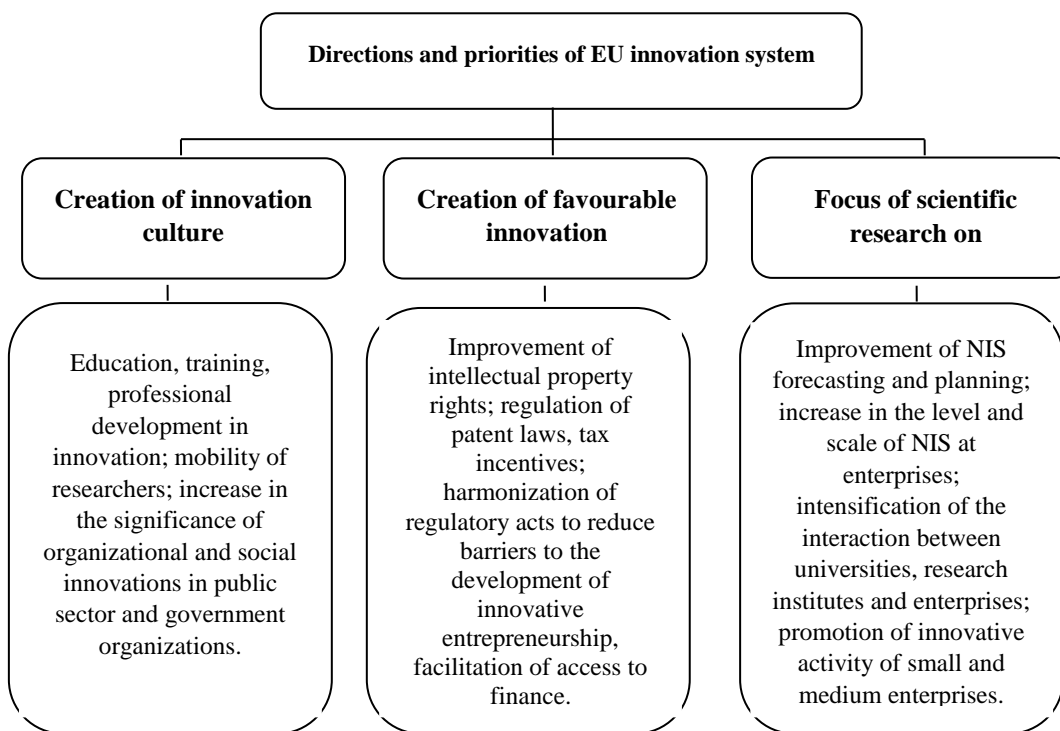 Directions and priorities of EU innovation system
Creation of innovation
culture
Creation of favourable
innovation
Focus of scientific
research on
Education, training,
professional
development in
innovation; mobility of
researchers; increase in
the significance of
organizational and social
innovations in public
sector and government
organizations.
Improvement of
intellectual property
rights; regulation of
patent laws, tax
incentives;
harmonization of
regulatory acts to reduce
barriers to the
development of
innovative
entrepreneurship,
facilitation of access to
finance.
Improvement of NIS
forecasting and planning;
increase in the level and
scale of NIS at
enterprises;
intensification of the
interaction between
universities, research
institutes and enterprises;
promotion of innovative
activity of small and
medium enterprises.